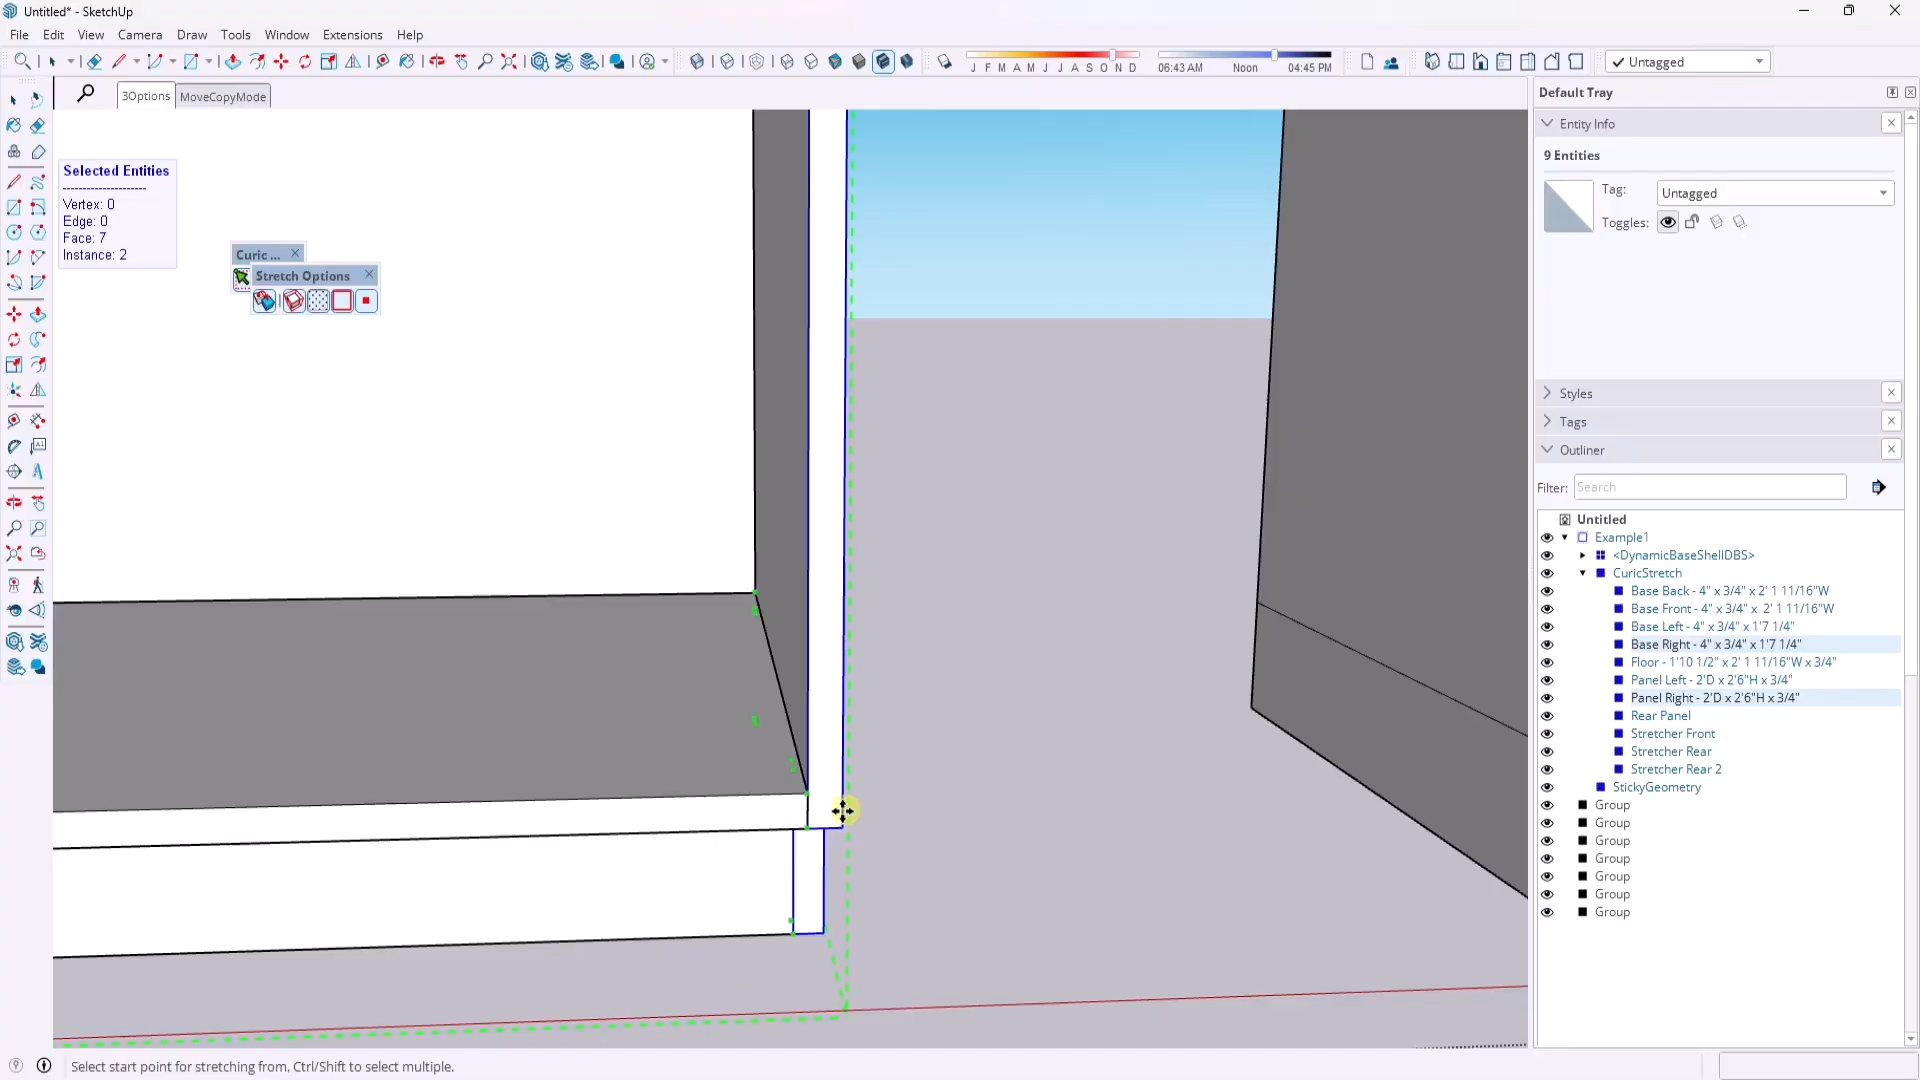 Untitled* - SketchUp
File Edit View Camera Draw Tools Window Extensions Help
J F M A M J J A S O N D
06:43 AM Noon 04:45 PM
Untagged
3Options MoveCopyMode
Selected Entities
----------------------
Vertex: 0
Edge: 0
Face: 7
Instance: 2
Curic ...
Stretch Options
Default Tray
Entity Info
9 Entities
Tag: Untagged
Toggles:
Styles
Tags
Outliner
Filter: Search
Untitled
Example1
<DynamicBaseShellDBS>
CuricStretch
Base Back - 4" x 3/4" x 2' 1 11/16"W
Base Front - 4" x 3/4" x  2' 1 11/16"W
Base Left - 4" x 3/4" x 1'7 1/4"
Base Right - 4" x 3/4" x 1'7 1/4"
Floor - 1'10 1/2" x 2' 1 11/16"W x 3/4"
Panel Left - 2'D x 2'6"H x 3/4"
Panel Right - 2'D x 2'6"H x 3/4"
Rear Panel
Stretcher Front
Stretcher Rear
Stretcher Rear 2
StickyGeometry
Group
Group
Group
Group
Group
Group
Group
Select start point for stretching from, Ctrl/Shift to select multiple.